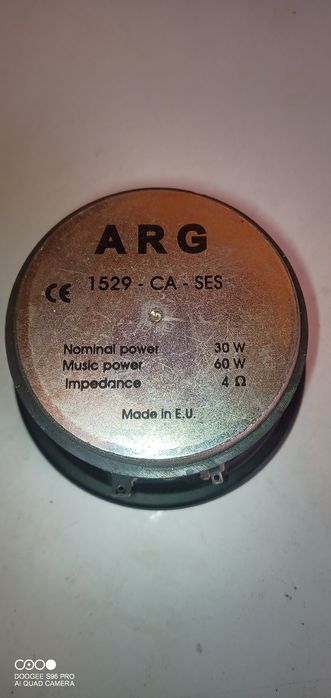 ARG
1529 - CA - SES
CE
Nominal power 30 W
Music power 60 W
Impedance 4 Ω
Made in E.U.
DOOGEE S96 PRO
AI QUAD CAMERA